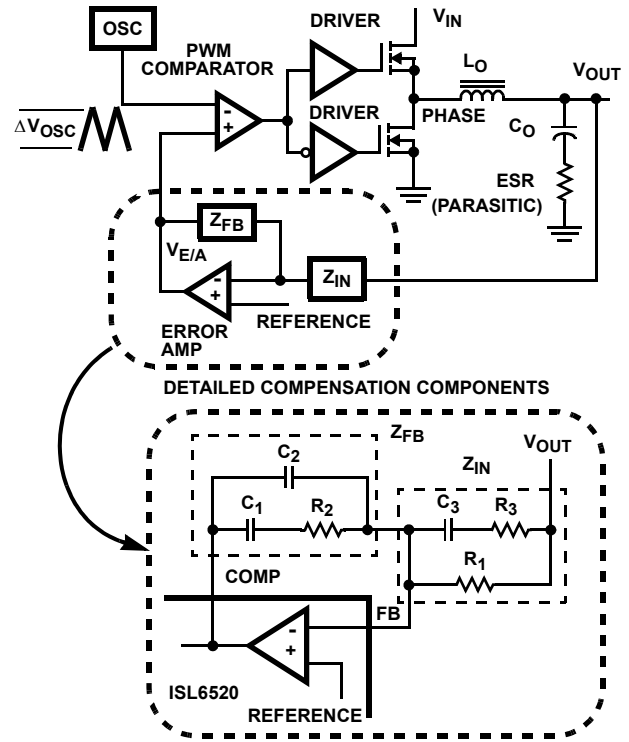 OSC
PWM
COMPARATOR
DRIVER
V_IN
DRIVER
L_O
V_OUT
PHASE
C_O
ΔV_OSC
-
+
ESR
(PARASITIC)
Z_FB
V_E/A
-
+
Z_IN
REFERENCE
ERROR
AMP
DETAILED COMPENSATION COMPONENTS
Z_FB
V_OUT
Z_IN
C_2
C_1
R_2
C_3
R_3
R_1
COMP
FB
-
+
ISL6520
REFERENCE